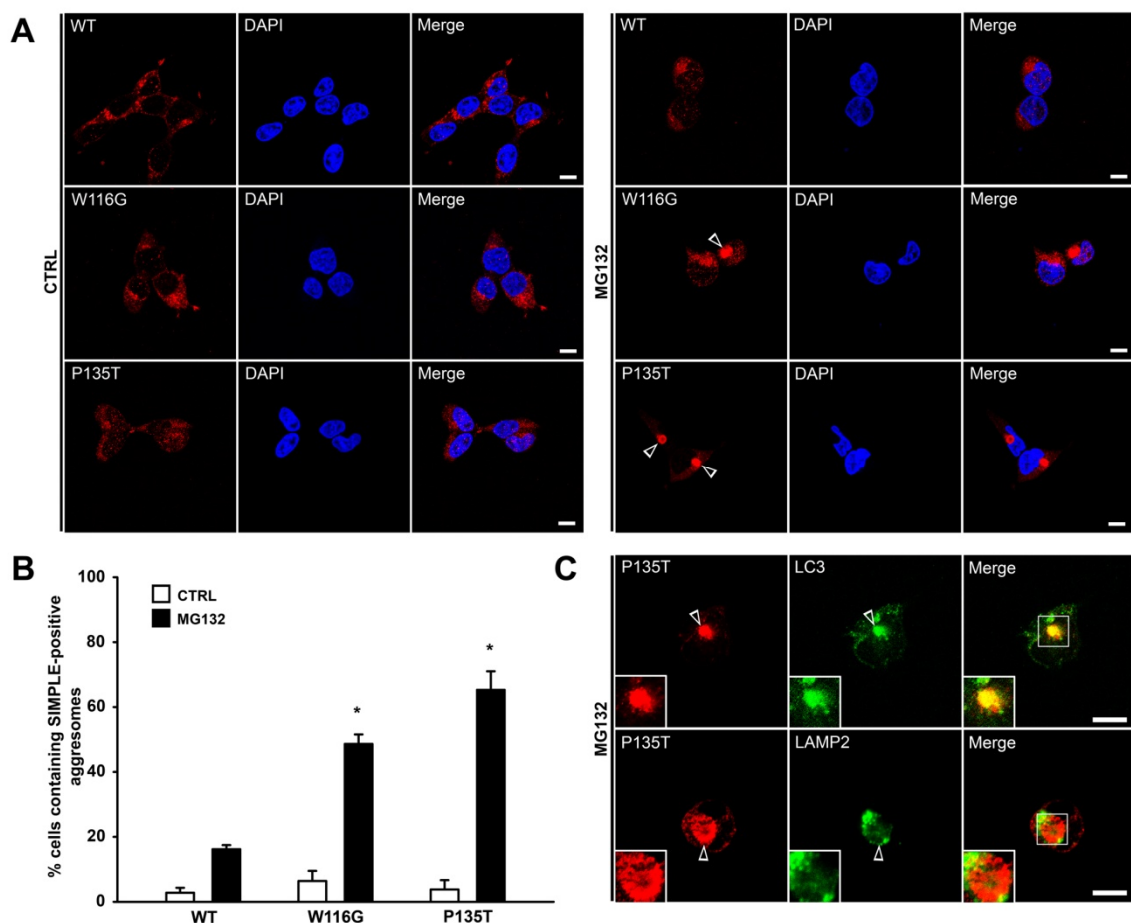 A
WT DAPI Merge
W116G DAPI Merge
P135T DAPI Merge
CTRL
WT DAPI Merge
W116G DAPI Merge
P135T DAPI Merge
MG132
B
% cells containing SIMPLE-positive
aggresomes
100
80
60
40
20
0
CTRL
MG132
*
*
WT W116G P135T
C
P135T LC3 Merge
P135T LAMP2 Merge
MG132